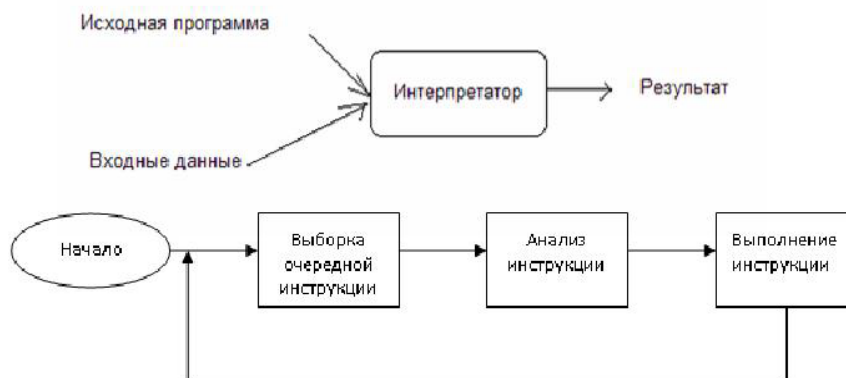 Исходная программа
Интерпретатор
Результат
Входные данные
Начало
Выборка
очередной
инструкции
Анализ
инструкции
Выполнение
инструкции